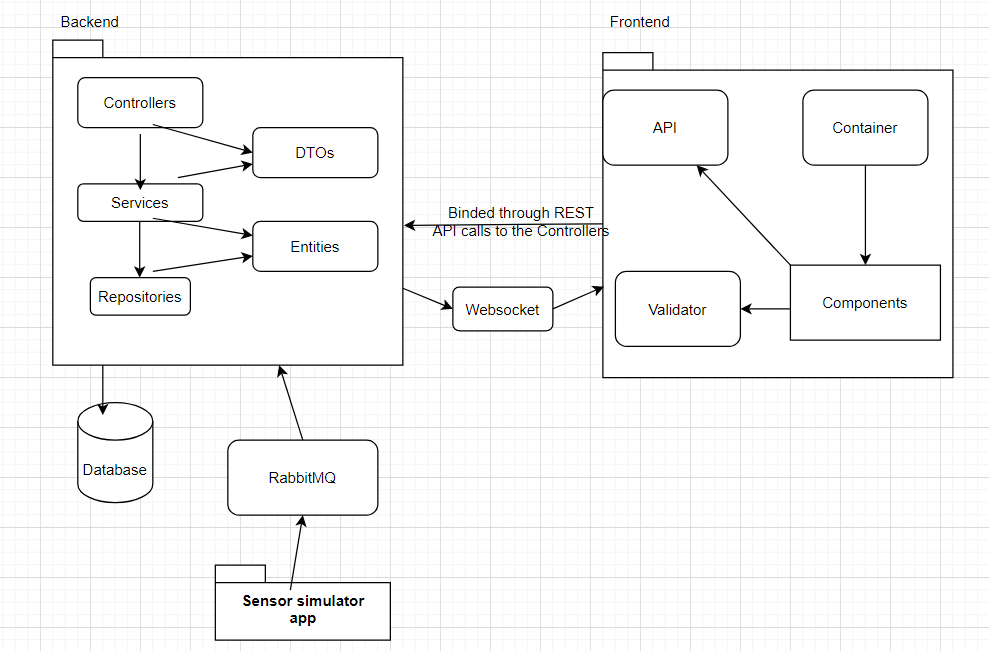 Backend
Frontend
Controllers
DTOs
Services
Entities
Repositories
API
Container
Binded through REST
API calls to the Controllers
Websocket
Validator
Components
Database
RabbitMQ
Sensor simulator
app